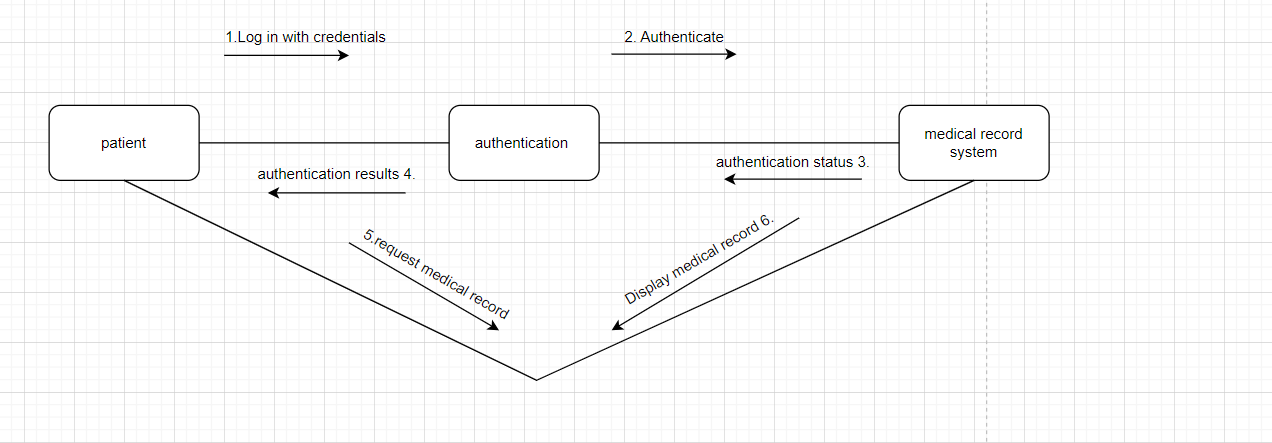 1.Log in with credentials
2. Authenticate
patient
authentication
medical record
system
authentication status 3.
authentication results 4.
5.request medical record
Display medical record 6.